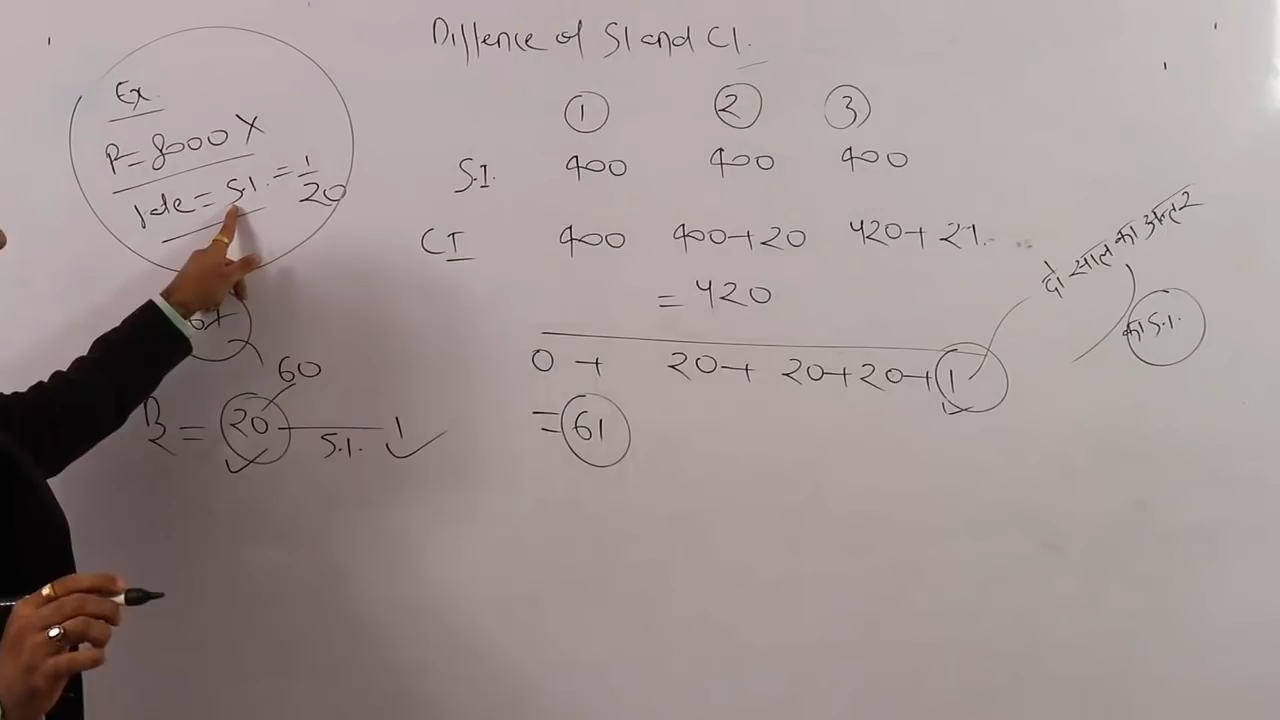 Diffence of SI and CI.
Ex.
P = 8000 X
= S.I. = 1/20
1 2 3
S.I. 400 400 400
CI 400 400+20 420+21.
= 420
0 + 20+ 20+20+1
= 61
दो साल का अन्तर
का S.I.
60
= 20 S.I. 1 ✓